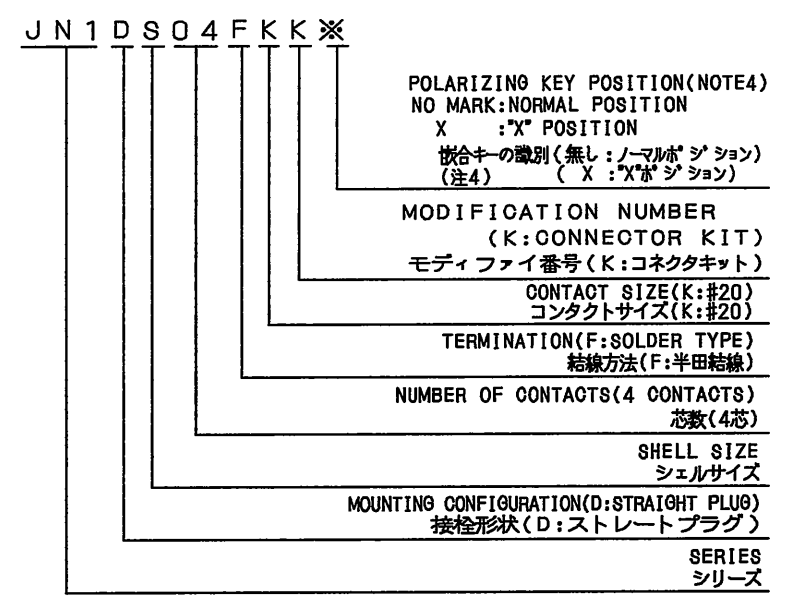 JN1DS04FKK※
POLARIZING KEY POSITION(NOTE4)
NO MARK:NORMAL POSITION
X :"X" POSITION
嵌合キーの識別(無し:ノーマルポジション)
(注4) ( X :"X"ポジション)
MODIFICATION NUMBER
(K:CONNECTOR KIT)
モディファイ番号(K:コネクタキット)
CONTACT SIZE(K:#20)
コンタクトサイズ(K:#20)
TERMINATION(F:SOLDER TYPE)
結線方法(F:半田結線)
NUMBER OF CONTACTS(4 CONTACTS)
芯数(4芯)
SHELL SIZE
シェルサイズ
MOUNTING CONFIGURATION(D:STRAIGHT PLUG)
接栓形状(D:ストレートプラグ)
SERIES
シリーズ